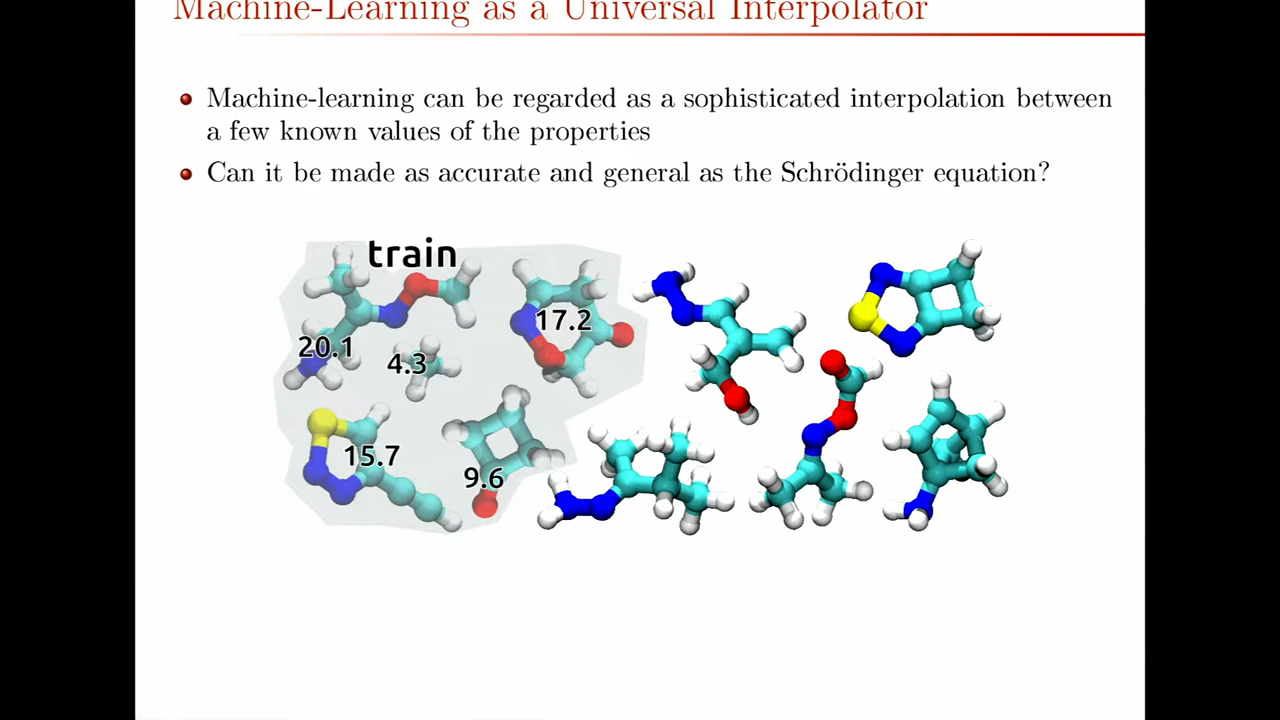 Machine-Learning as a Universal Interpolator
Machine-learning can be regarded as a sophisticated interpolation between
a few known values of the properties
Can it be made as accurate and general as the Schrödinger equation?
train
17.2
20.1
4.3
15.7
9.6